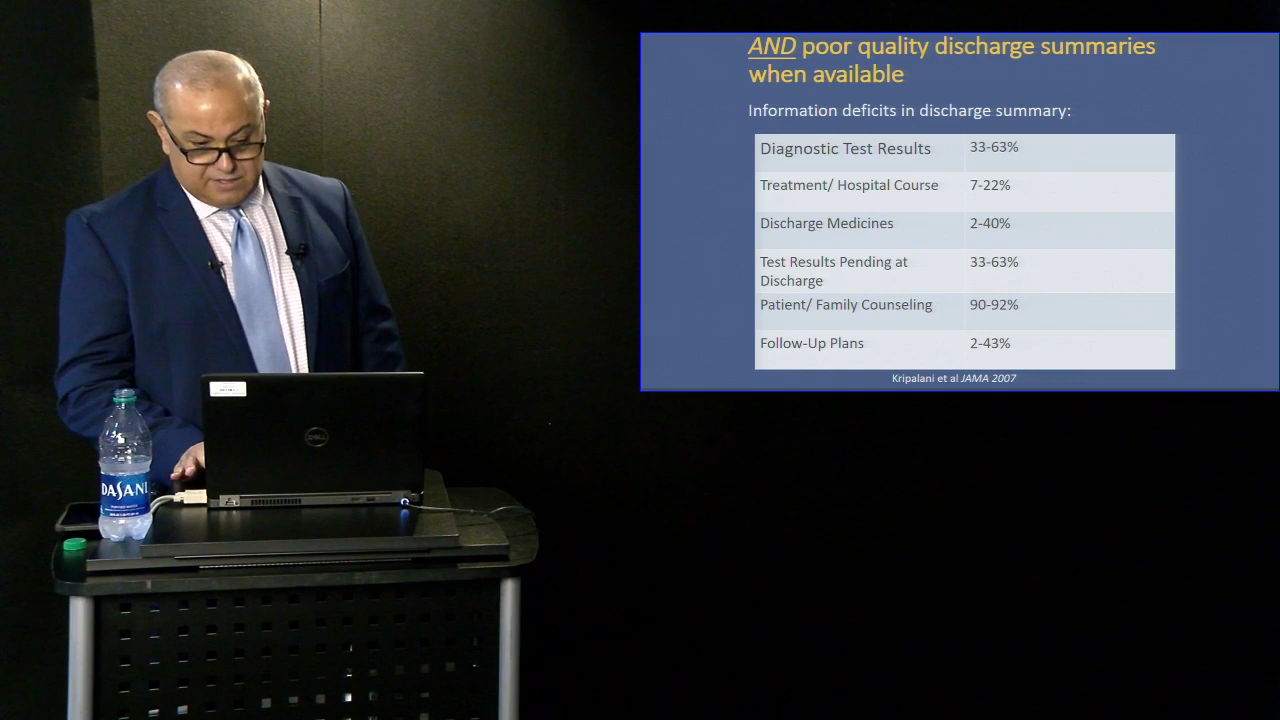 AND poor quality discharge summaries
when available
Information deficits in discharge summary:
Diagnostic Test Results 33-63%
Treatment/ Hospital Course 7-22%
Discharge Medicines 2-40%
Test Results Pending at 33-63%
Discharge
Patient/ Family Counseling 90-92%
Follow-Up Plans 2-43%
Kripalani et al JAMA 2007
DELL
DASANI